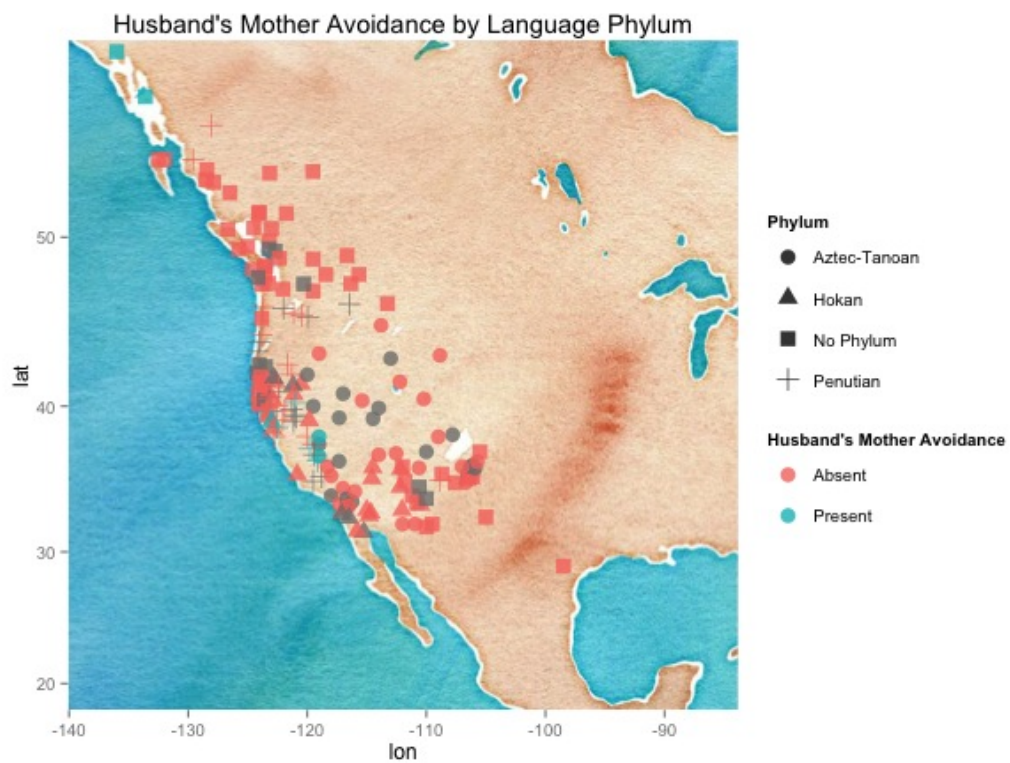 Husband's Mother Avoidance by Language Phylum
lat
50
40
30
20
-140
-130
-120
-110
-100
-90
lon
Phylum
Aztec-Tanoan
Hokan
No Phylum
Penutian
Husband's Mother Avoidance
Absent
Present